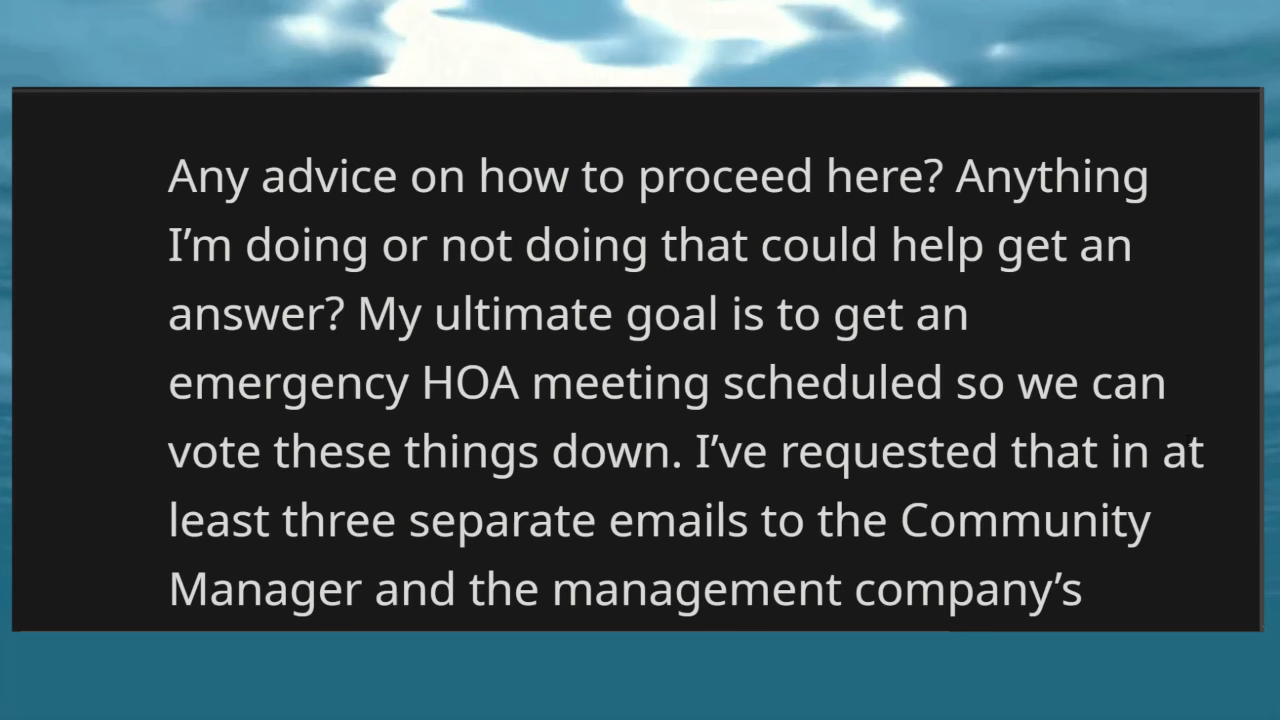 Any advice on how to proceed here? Anything
I’m doing or not doing that could help get an
answer? My ultimate goal is to get an
emergency HOA meeting scheduled so we can
vote these things down. I’ve requested that in at
least three separate emails to the Community
Manager and the management company’s